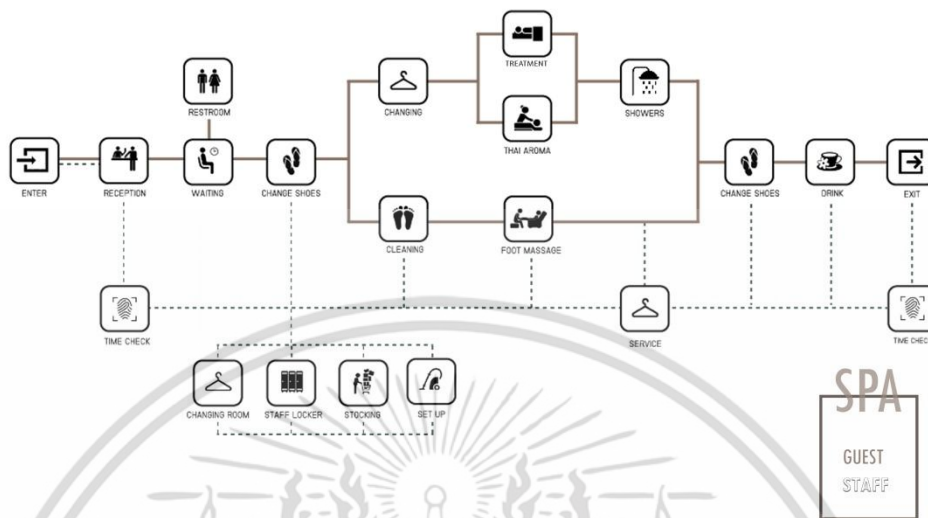 TREATMENT
RESTROOM
CHANGING
SHOWERS
THAI AROMA
ENTER
RECEPTION
WAITING
CHANGE SHOES
CHANGE SHOES
DRINK
EXIT
CLEANING
FOOT MASSAGE
TIME CHECK
SERVICE
TIME CHECK
CHANGING ROOM
STAFF LOCKER
STOCKING
SET UP
SPA
GUEST
STAFF